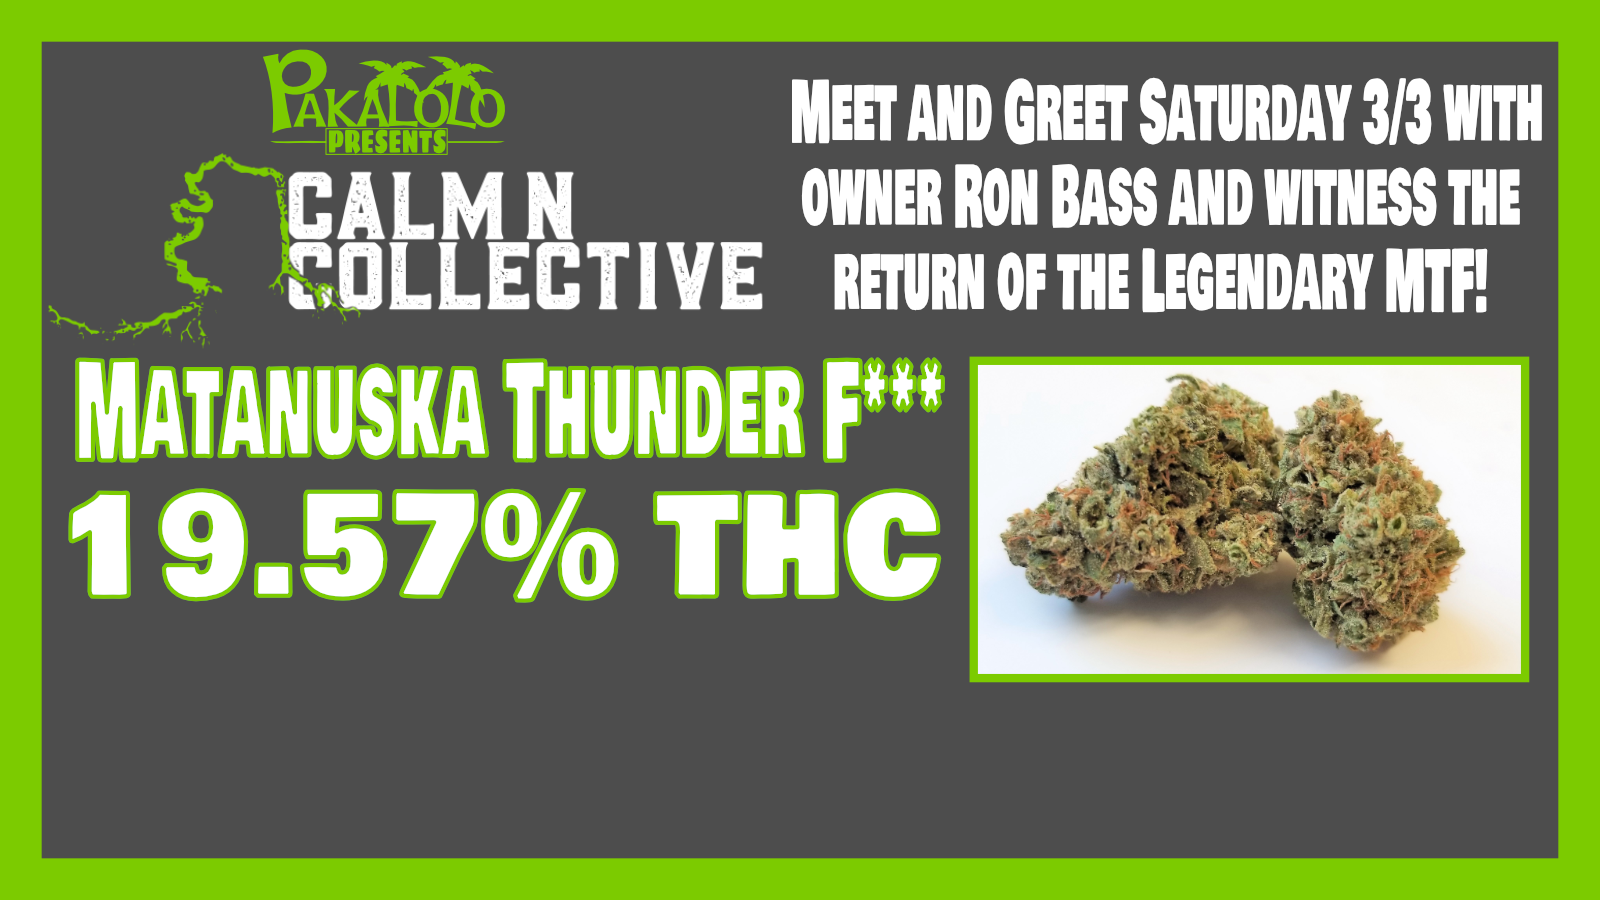 PAKALOLO
PRESENTS
CALM N
COLLECTIVE
Meet and Greet Saturday 3/3 with
owner Ron Bass and witness the
return of the Legendary MTF!
Matanuska Thunder F***
19.57% THC